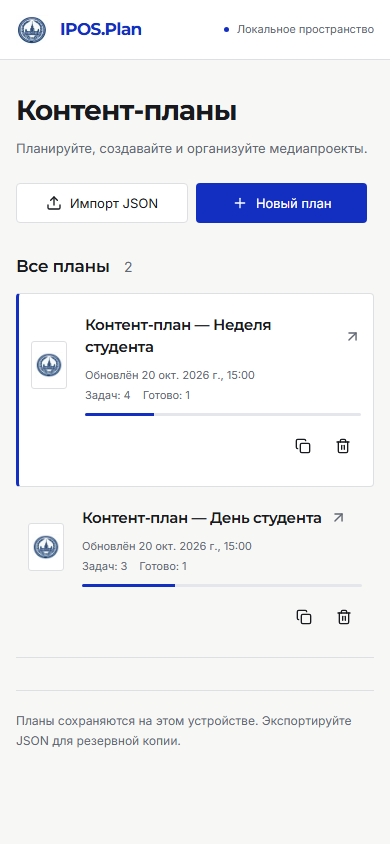 IPOS.Plan
Локальное пространство
Контент-планы
Планируйте, создавайте и организуйте медиапроекты.
Импорт JSON
Новый план
Все планы 2
Контент-план — Неделя
студента
Обновлён 20 окт. 2026 г., 15:00
Задач: 4 Готово: 1
Контент-план — День студента
Обновлён 20 окт. 2026 г., 15:00
Задач: 3 Готово: 1
Планы сохраняются на этом устройстве. Экспортируйте
JSON для резервной копии.